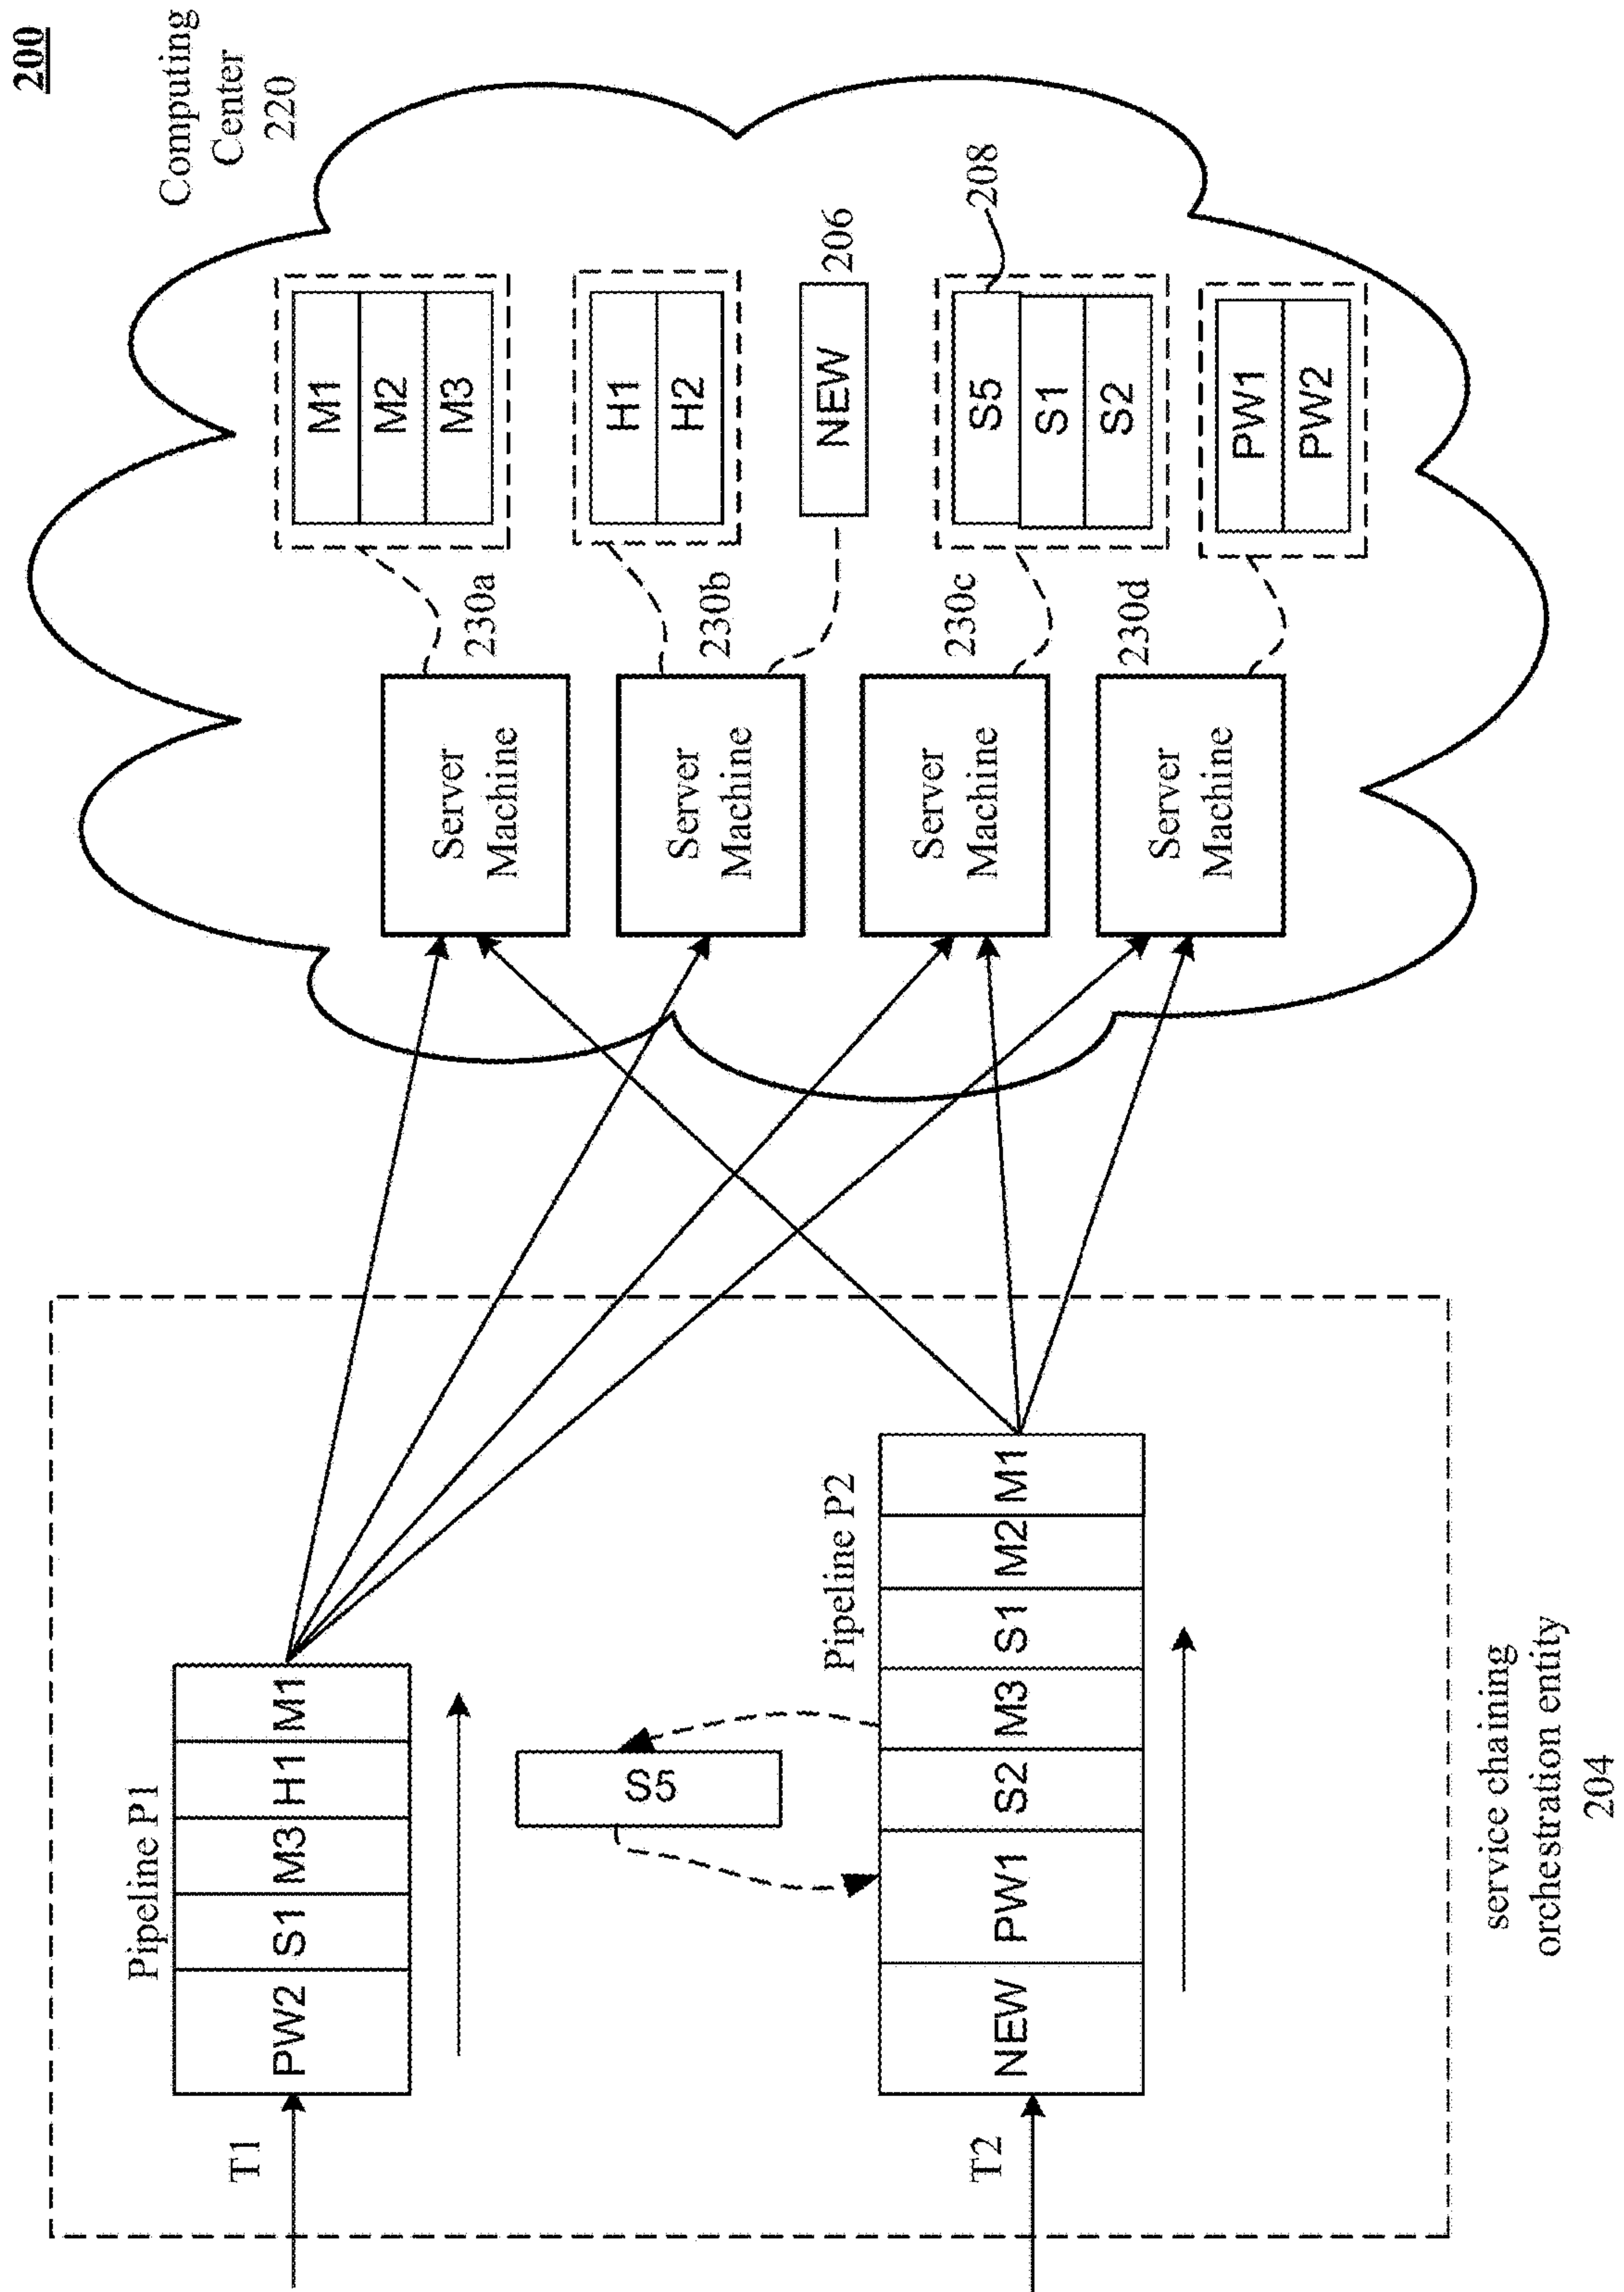 200
Computing
Center
220
M1
M2
M3
H1
H2
NEW
206
S5
S1
S2
208
PW1
PW2
230a
230b
230c
230d
Server
Machine
Server
Machine
Server
Machine
Server
Machine
Pipeline P1
PW2 S1 M3 H1 M1
T1
S5
Pipeline P2
NEW PW1 S2 M3 S1 M2 M1
T2
service chaining
orchestration entity
204